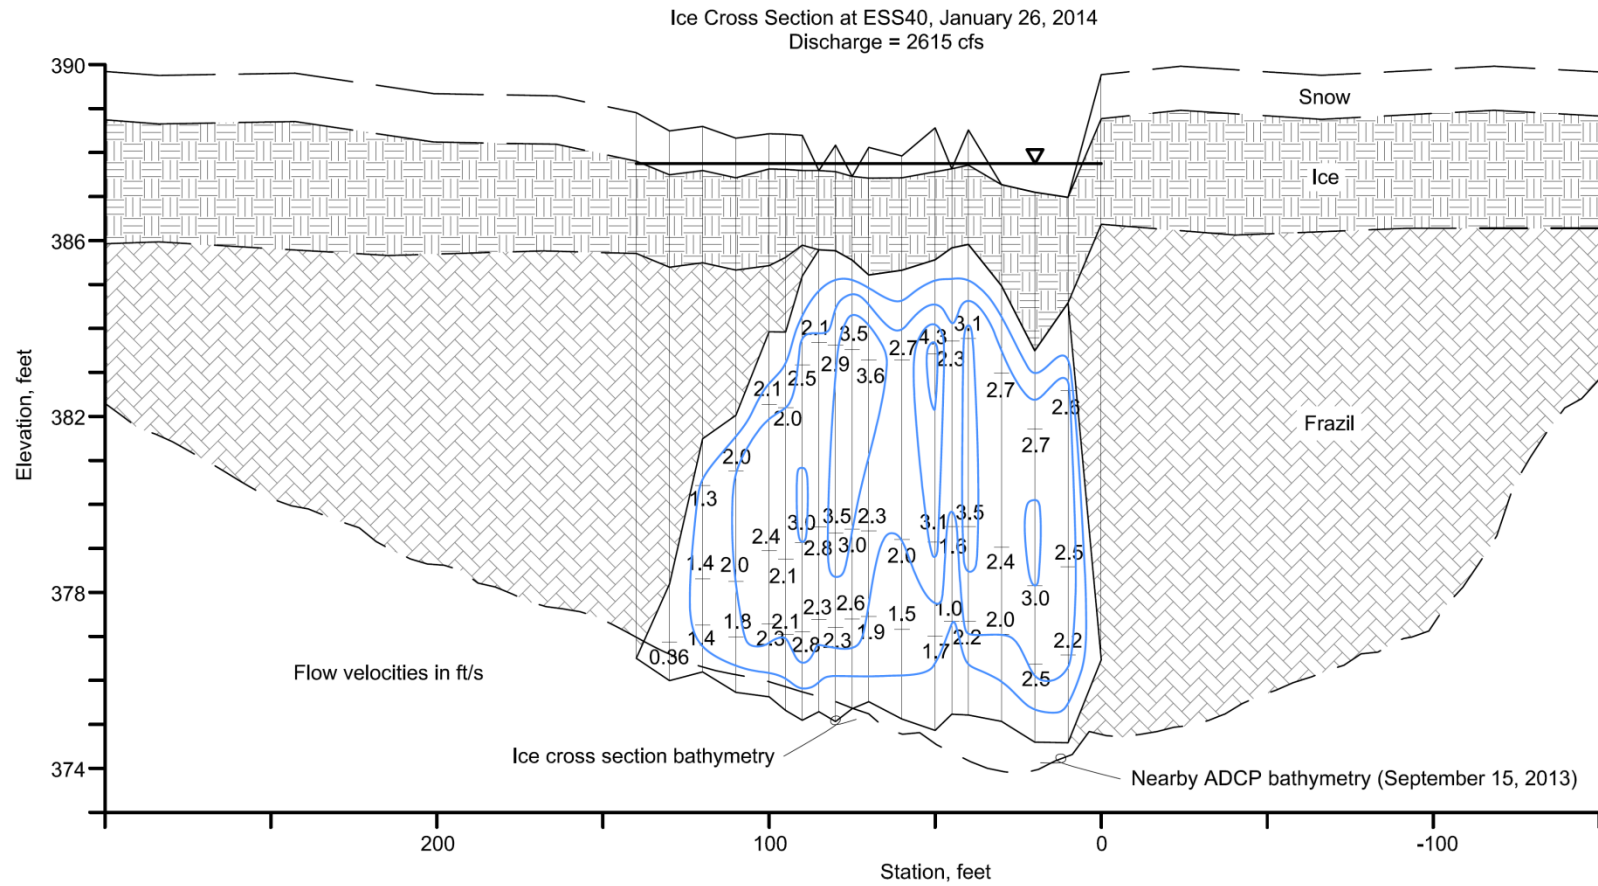 Ice Cross Section at ESS40, January 26, 2014
Discharge = 2615 cfs
390
Snow
Ice
386
3.1
2.1 3.5 4.3
2.7 2.3
2.9
2.5 3.6
2.1 2.7
2.6
382
2.0
Frazil
2.7
2.0
1.3
3.0 3.5 2.3 3.1 3.5
2.4 2.8 3.0 2.0 1.6 2.5
1.4 2.0 2.1 2.4
378
3.0
2.3 2.6 1.5 1.0
1.8 2.1 2.0
1.4 2.3 2.8 2.3 1.9 2.2 2.2
0.36 1.7
2.5
Flow velocities in ft/s
Ice cross section bathymetry
374
Nearby ADCP bathymetry (September 15, 2013)
200
100
0
-100
Station, feet
Elevation, feet